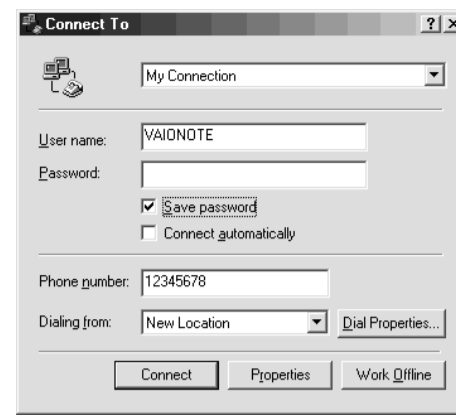 Connect To
My Connection
User name: VAIONOTE
Password:
Save password
Connect automatically
Phone number: 12345678
Dialing from: New Location Dial Properties...
Connect Properties Work Offline